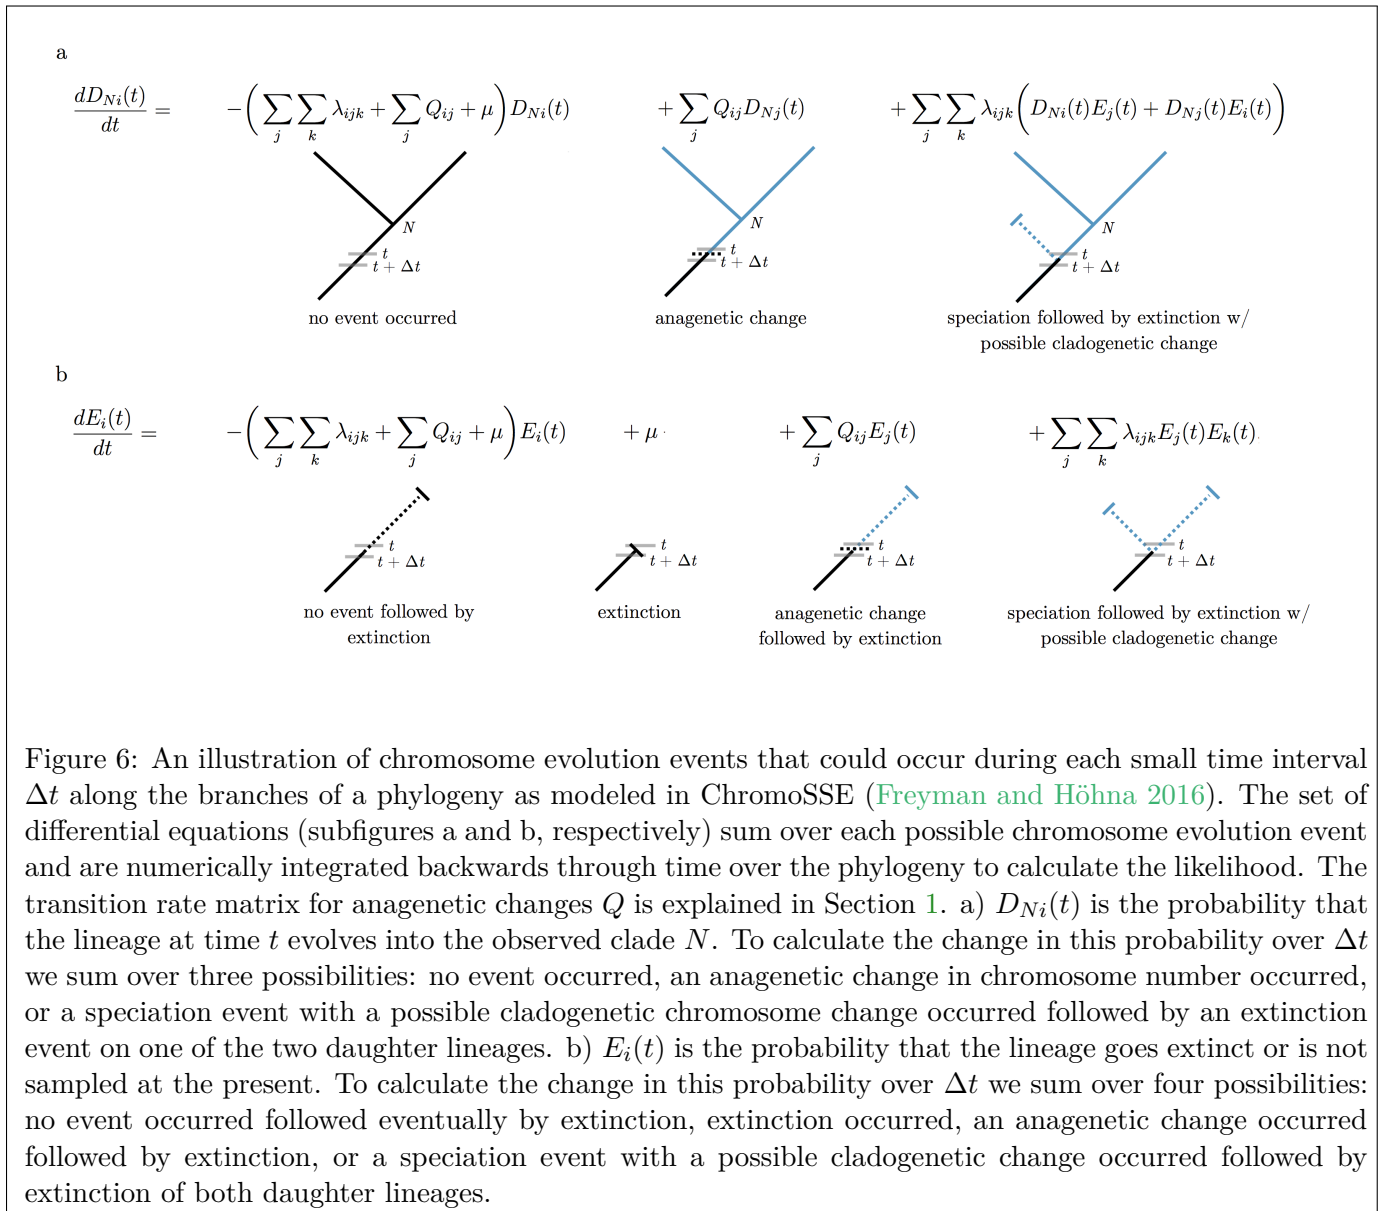 a
dD_{Ni}(t)/dt = −(∑_j ∑_k λ_{ijk} + ∑_j Q_{ij} + μ) D_{Ni}(t) + ∑_j Q_{ij} D_{Nj}(t) + ∑_j ∑_k λ_{ijk} (D_{Ni}(t)E_j(t) + D_{Nj}(t)E_i(t))
N N N
t t t
t + Δt t + Δt t + Δt
no event occurred anagenetic change speciation followed by extinction w/
possible cladogenetic change
b
dE_i(t)/dt = −(∑_j ∑_k λ_{ijk} + ∑_j Q_{ij} + μ) E_i(t) + μ + ∑_j Q_{ij} E_j(t) + ∑_j ∑_k λ_{ijk} E_j(t) E_k(t)
t t t t
t + Δt t + Δt t + Δt t + Δt
no event followed by extinction anagenetic change speciation followed by extinction w/
extinction followed by extinction possible cladogenetic change
Figure 6: An illustration of chromosome evolution events that could occur during each small time interval
Δt along the branches of a phylogeny as modeled in ChromoSSE (Freyman and Höhna 2016). The set of
differential equations (subfigures a and b, respectively) sum over each possible chromosome evolution event
and are numerically integrated backwards through time over the phylogeny to calculate the likelihood. The
transition rate matrix for anagenetic changes Q is explained in Section 1. a) D_{Ni}(t) is the probability that
the lineage at time t evolves into the observed clade N. To calculate the change in this probability over Δt
we sum over three possibilities: no event occurred, an anagenetic change in chromosome number occurred,
or a speciation event with a possible cladogenetic chromosome change occurred followed by an extinction
event on one of the two daughter lineages. b) E_i(t) is the probability that the lineage goes extinct or is not
sampled at the present. To calculate the change in this probability over Δt we sum over four possibilities:
no event occurred followed eventually by extinction, extinction occurred, an anagenetic change occurred
followed by extinction, or a speciation event with a possible cladogenetic change occurred followed by
extinction of both daughter lineages.